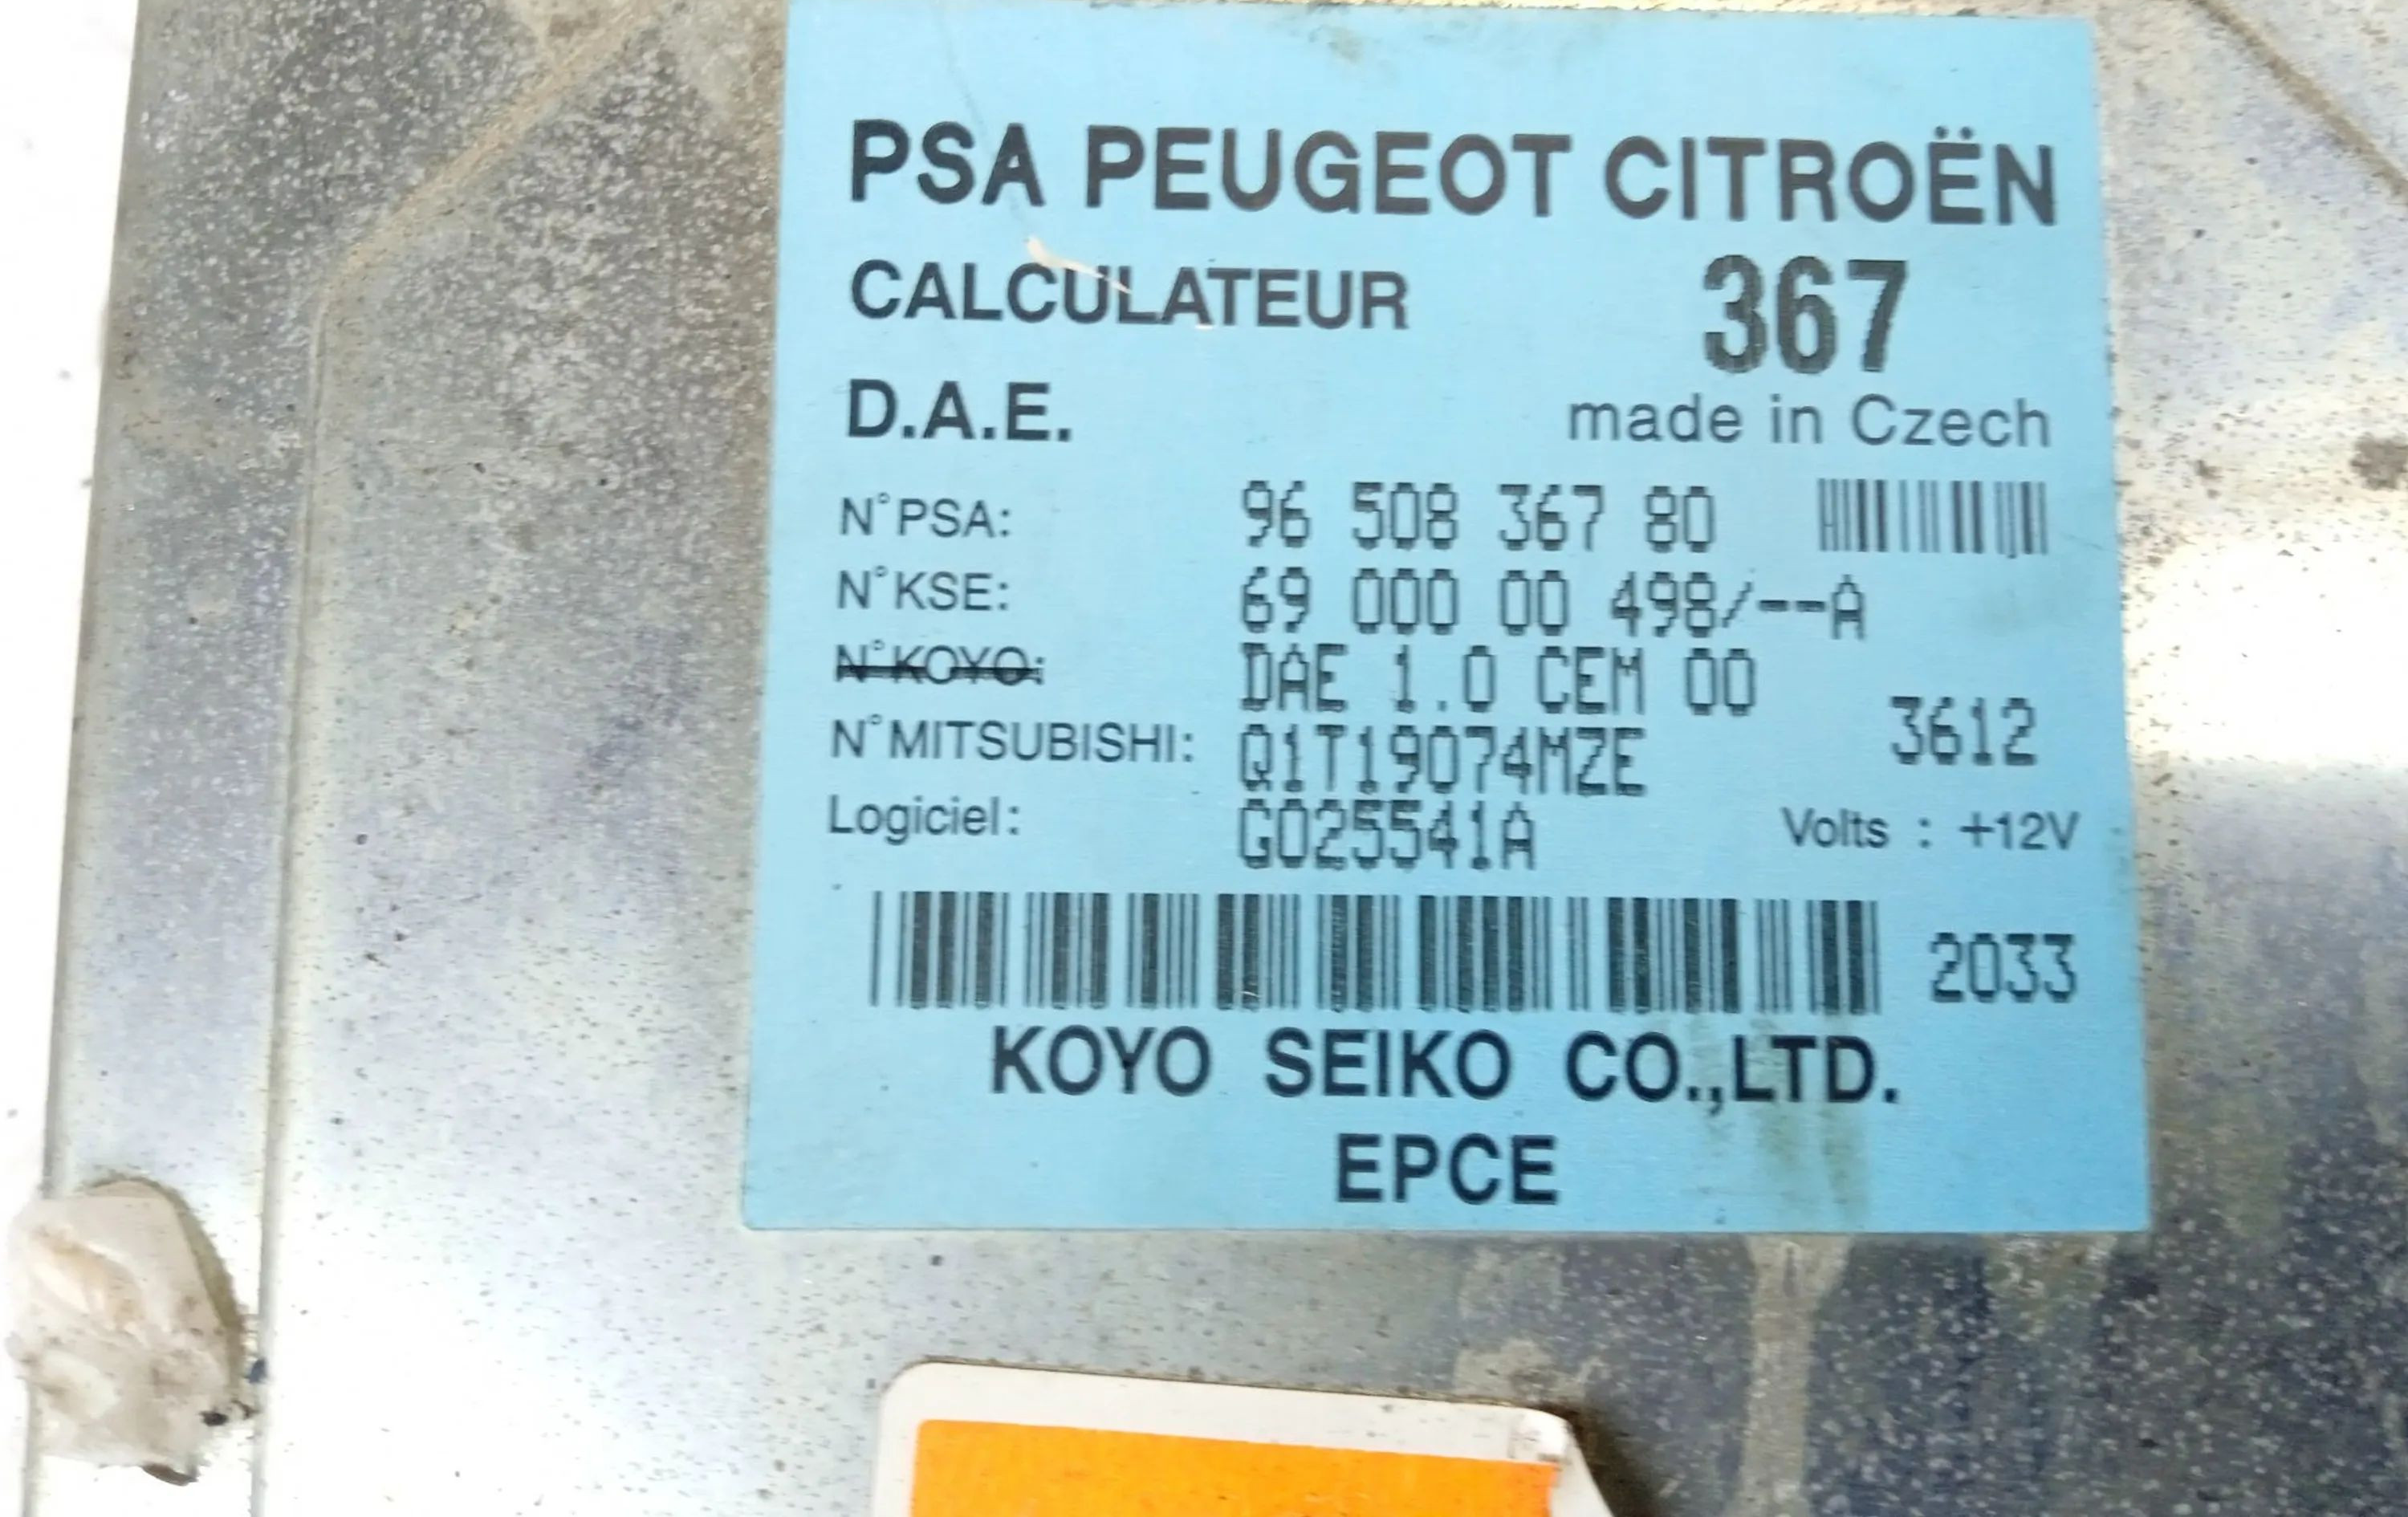 PSA PEUGEOT CITROËN
CALCULATEUR 367
D.A.E. made in Czech
N°PSA: 96 508 367 80
N°KSE: 69 000 00 498/--A
N°KOYO: DAE 1.0 CEM 00
3612
N°MITSUBISHI: Q1T19074MZE
Logiciel: G025541A Volts : +12V
2033
KOYO SEIKO CO.,LTD.
EPCE